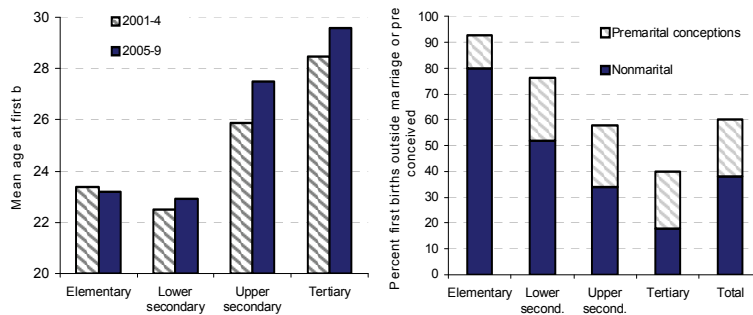 Mean age at first b
30
28
26
24
22
20
2001-4
2005-9
Elementary
Lower
secondary
Upper
secondary
Tertiary
Percent first births outside marriage or pre
conceived
100
90
80
70
60
50
40
30
20
10
0
Premarital conceptions
Nonmarital
Elementary
Lower
second.
Upper
second.
Tertiary
Total